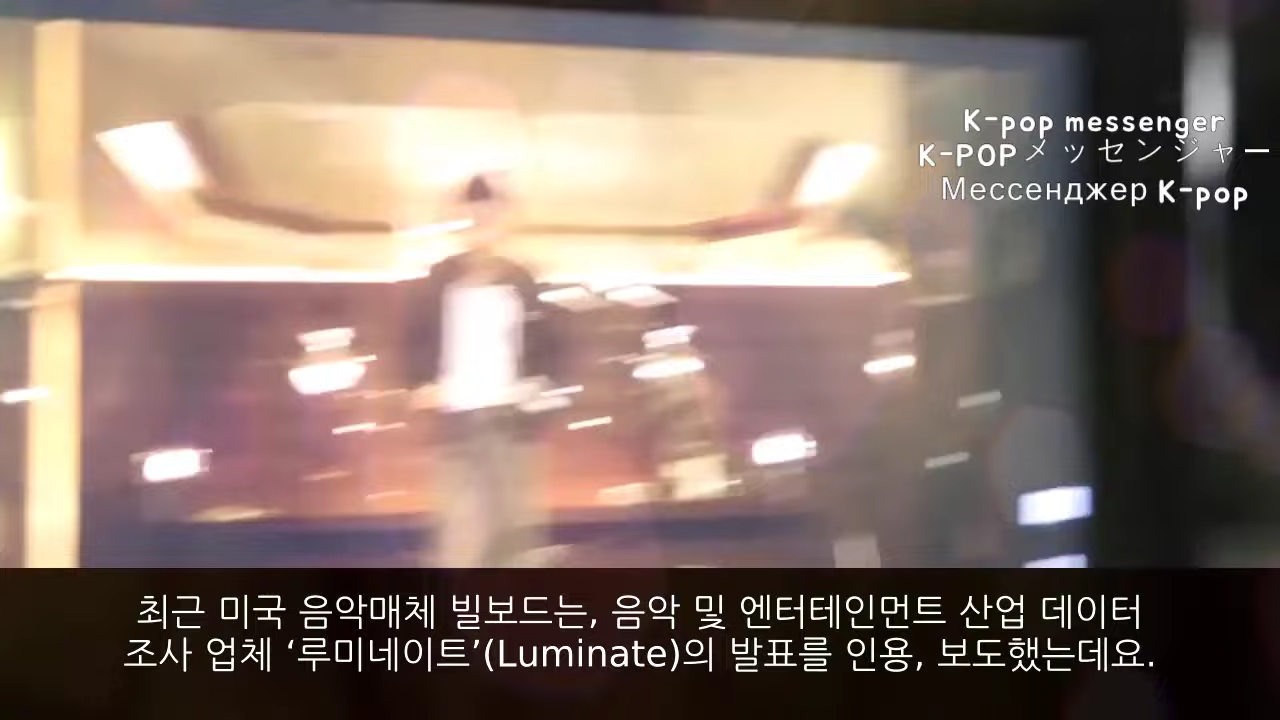 K-pop messenger
K-POPメッセンジャー
Мессенджер K-pop
최근 미국 음악매체 빌보드는, 음악 및 엔터테인먼트 산업 데이터
조사 업체 ‘루미네이트’(Luminate)의 발표를 인용, 보도했는데요.